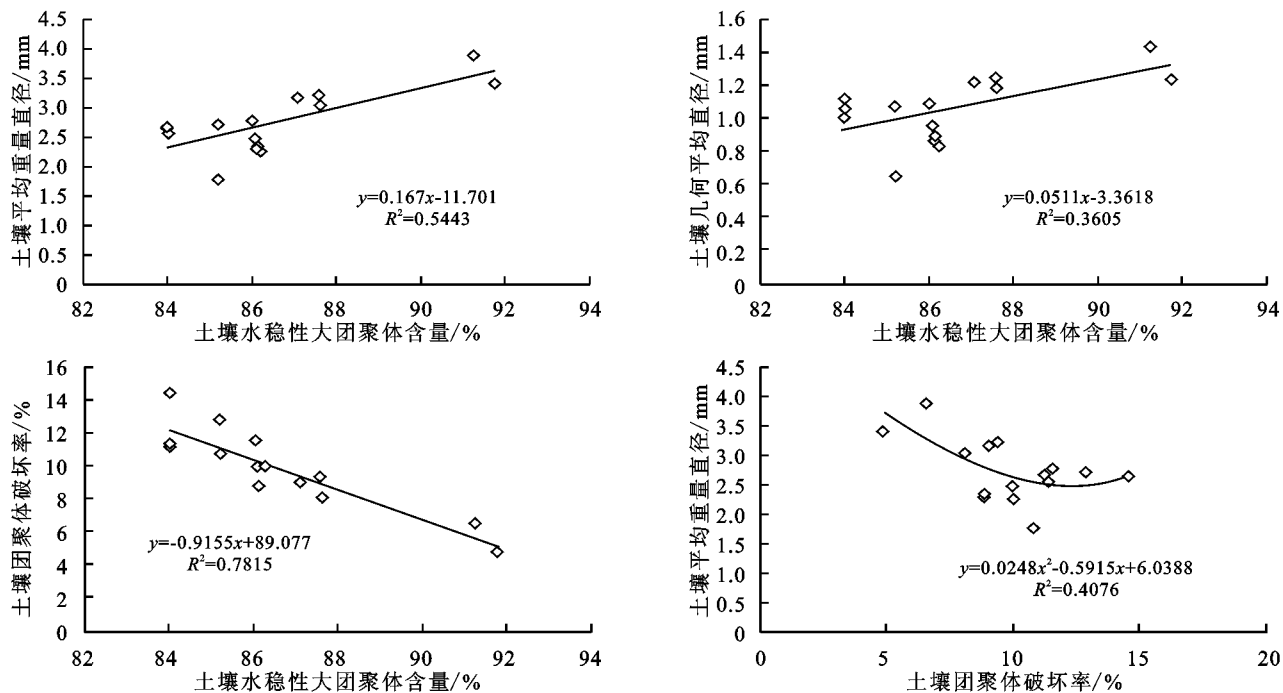 土壤平均重量直径/mm
4.5
4.0
3.5
3.0
2.5
2.0
1.5
1.0
0.5
0
y=0.167x-11.701
R²=0.5443
82 84 86 88 90 92 94
土壤水稳性大团聚体含量/%
土壤几何平均直径/mm
1.6
1.4
1.2
1.0
0.8
0.6
0.4
0.2
0
y=0.0511x-3.3618
R²=0.3605
82 84 86 88 90 92 94
土壤水稳性大团聚体含量/%
土壤团聚体破坏率/%
16
14
12
10
8
6
4
2
0
y=-0.9155x+89.077
R²=0.7815
82 84 86 88 90 92 94
土壤水稳性大团聚体含量/%
土壤平均重量直径/mm
4.5
4.0
3.5
3.0
2.5
2.0
1.5
1.0
0.5
0
y=0.0248x²-0.5915x+6.0388
R²=0.4076
0 5 10 15 20
土壤团聚体破坏率/%